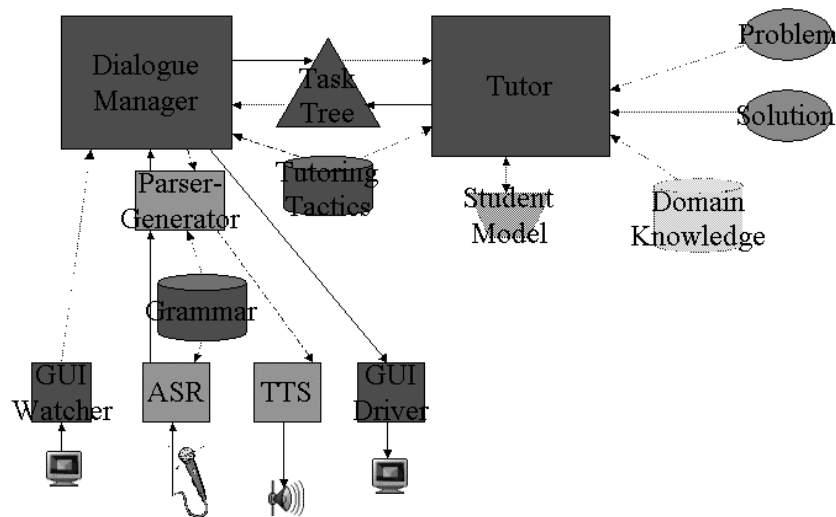 Dialogue
Manager
Task
Tree
Tutor
Problem
Solution
Parser-
Generator
Tutoring
Tactics
Student
Model
Domain
Knowledge
Grammar
GUI
Watcher
ASR
TTS
GUI
Driver